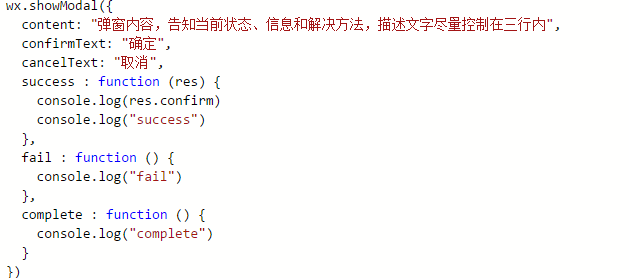 wx.showModal({
  content: "弹窗内容，告知当前状态、信息和解决方法，描述文字尽量控制在三行内",
  confirmText: "确定",
  cancelText: "取消",
  success : function (res) {
    console.log(res.confirm)
    console.log("success")
  },
  fail : function () {
    console.log("fail")
  },
  complete : function () {
    console.log("complete")
  }
})